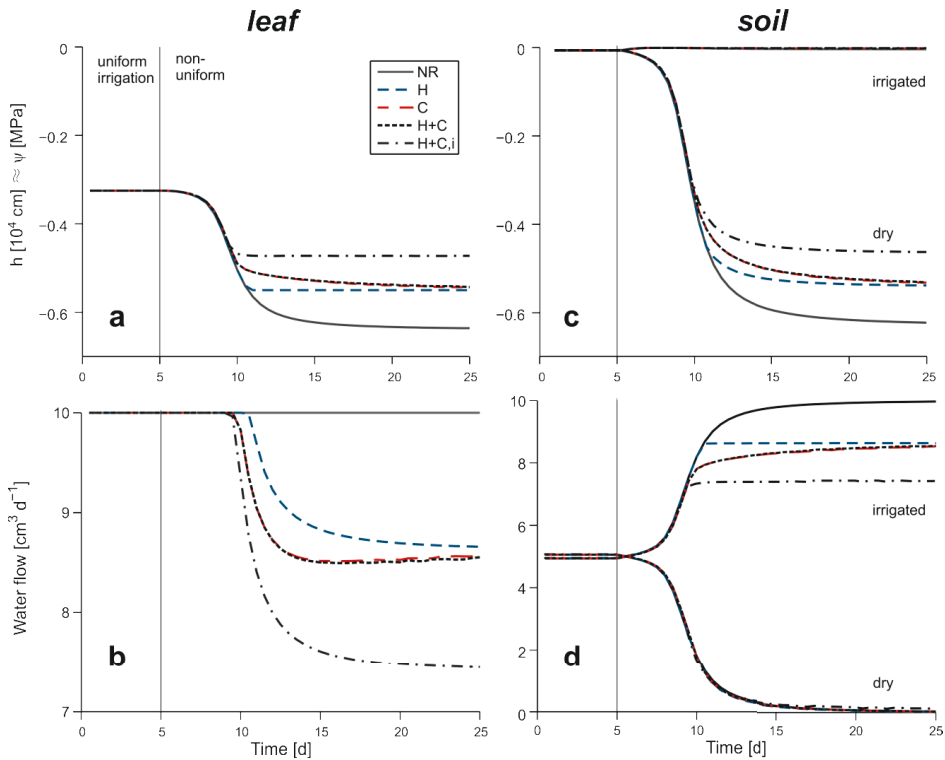 leaf
soil
a
0
−0.2
−0.4
−0.6
h [10⁴ cm] ≈ ψ [MPa]
uniform
irrigation
non-
uniform
NR
H
C
H+C
H+C,i
0 5 10 15 20 25
c
0
−0.2
−0.4
−0.6
irrigated
dry
0 5 10 15 20 25
b
10
9
8
7
Water flow [cm³ d⁻¹]
0 5 10 15 20 25
Time [d]
d
10
8
6
4
2
0
irrigated
dry
0 5 10 15 20 25
Time [d]